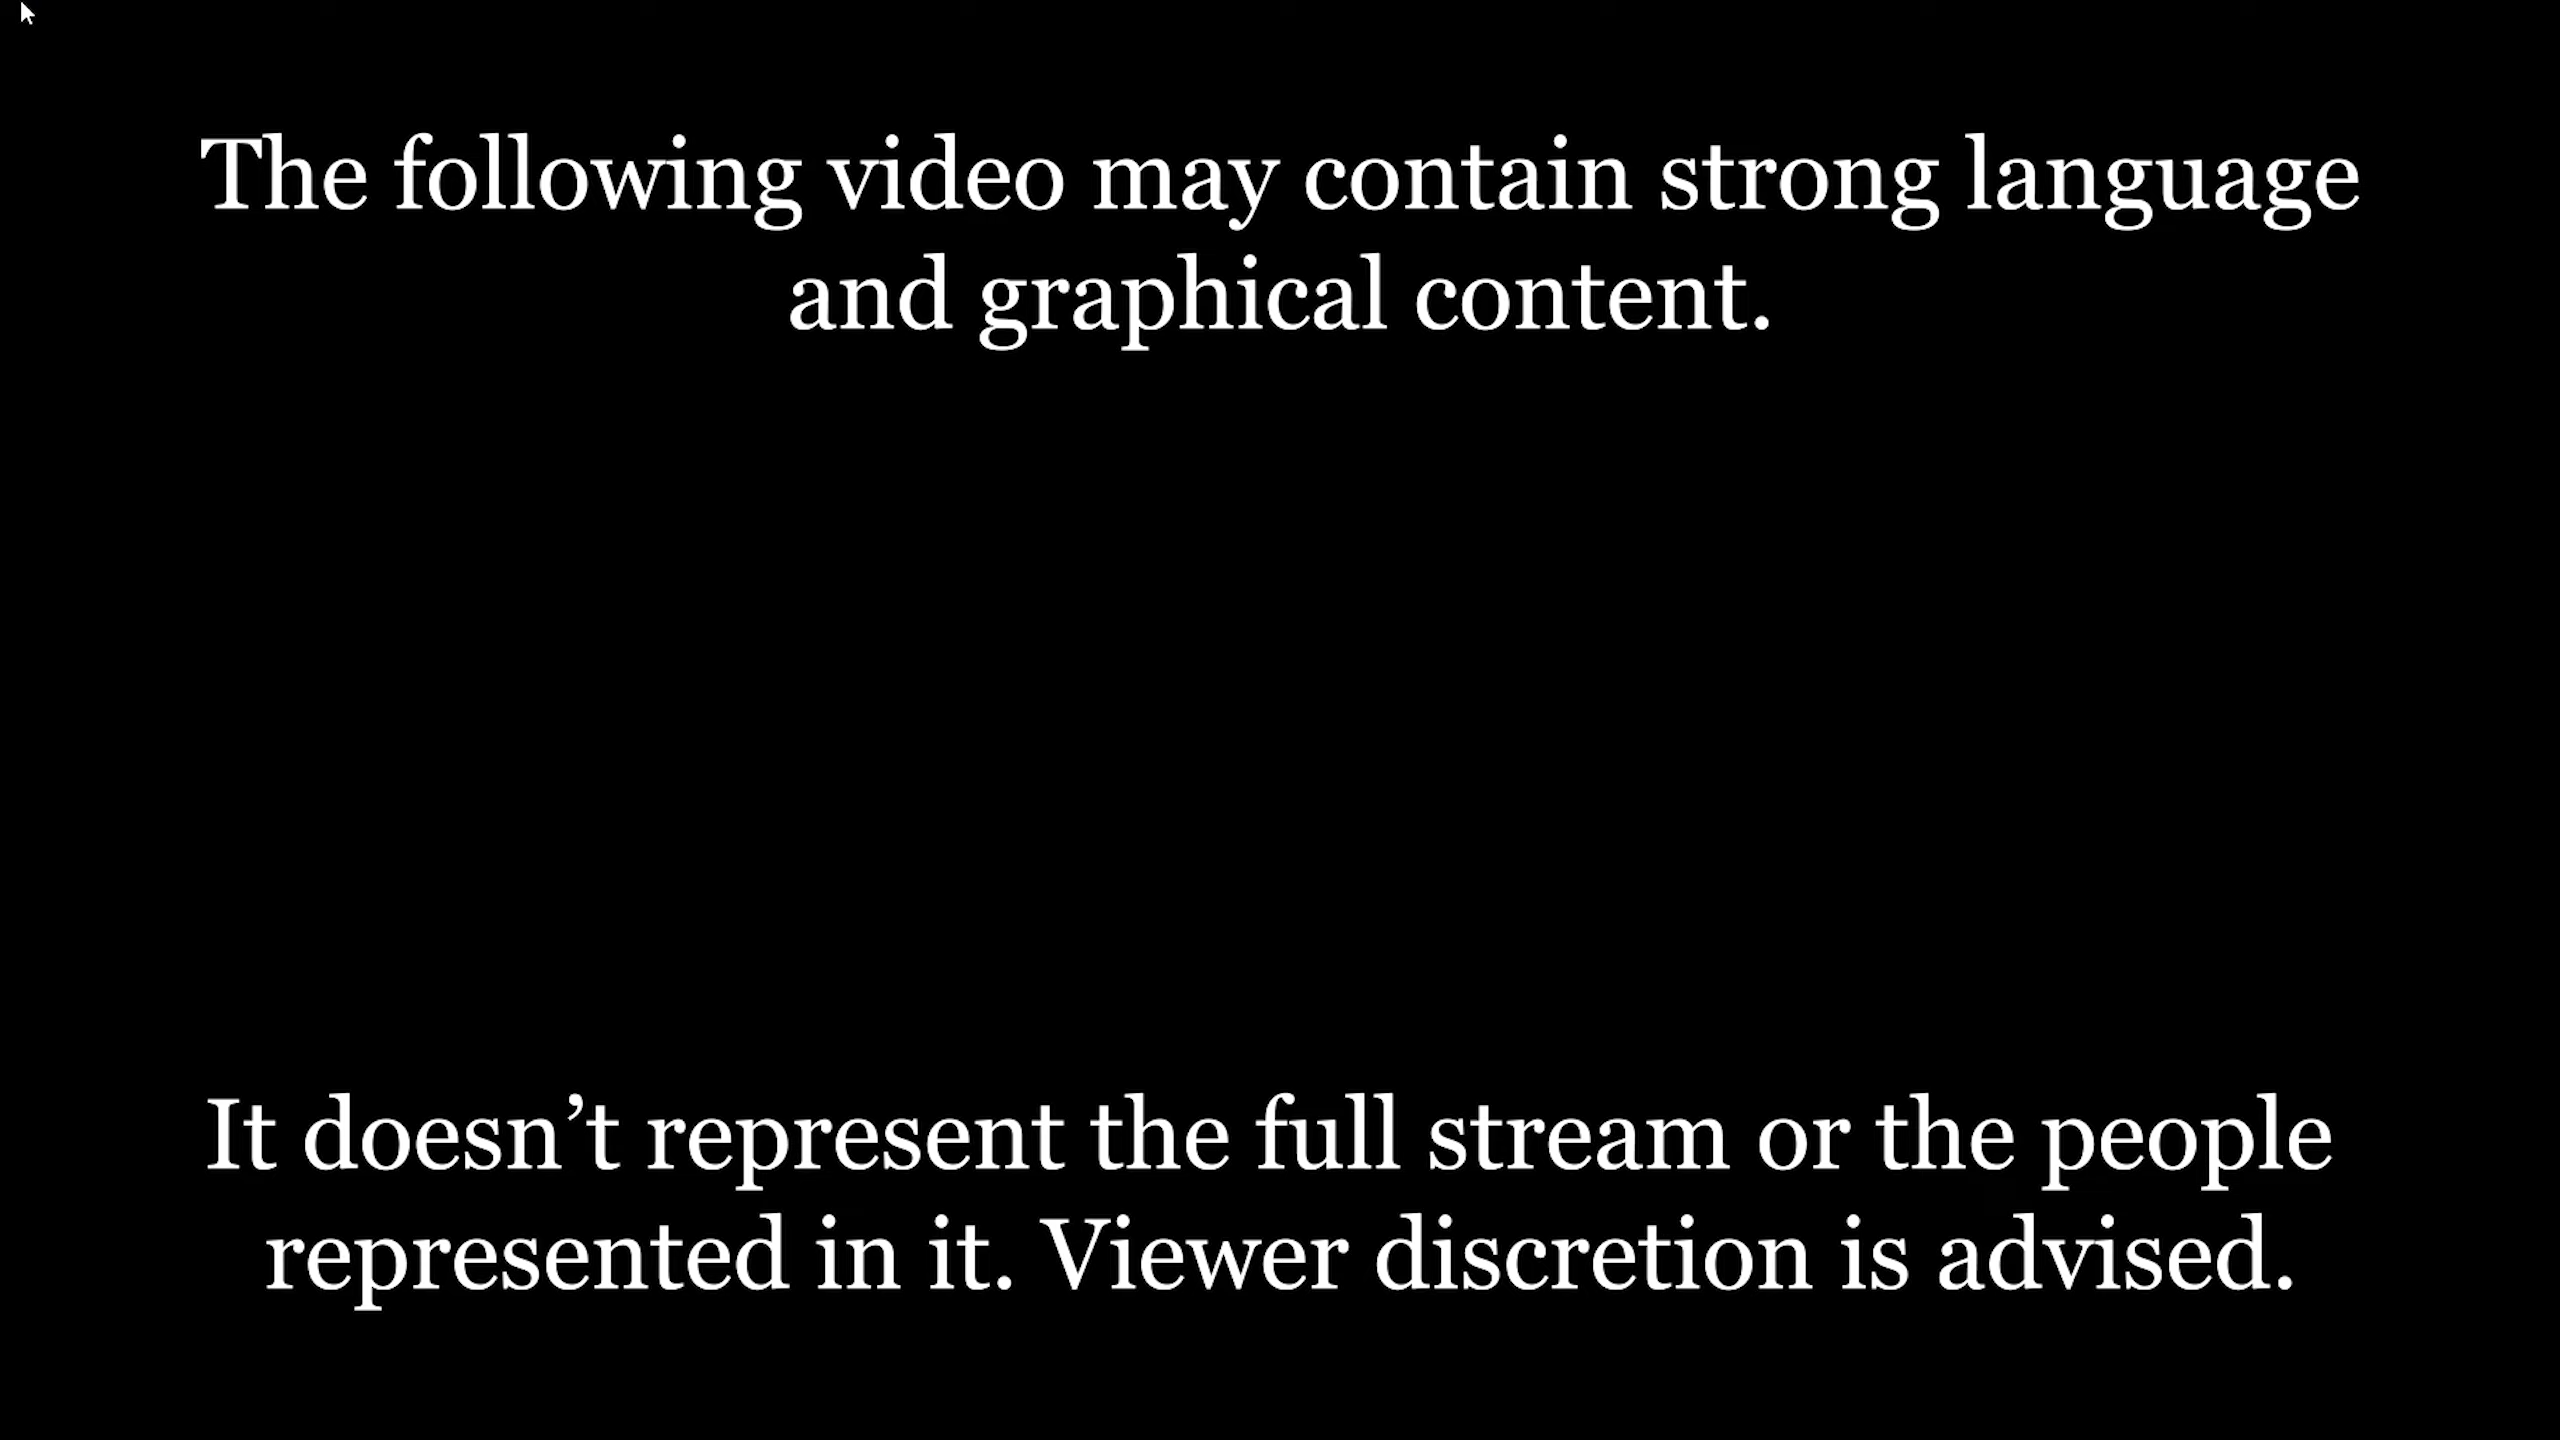 The following video may contain strong language
and graphical content.
It doesn’t represent the full stream or the people
represented in it. Viewer discretion is advised.